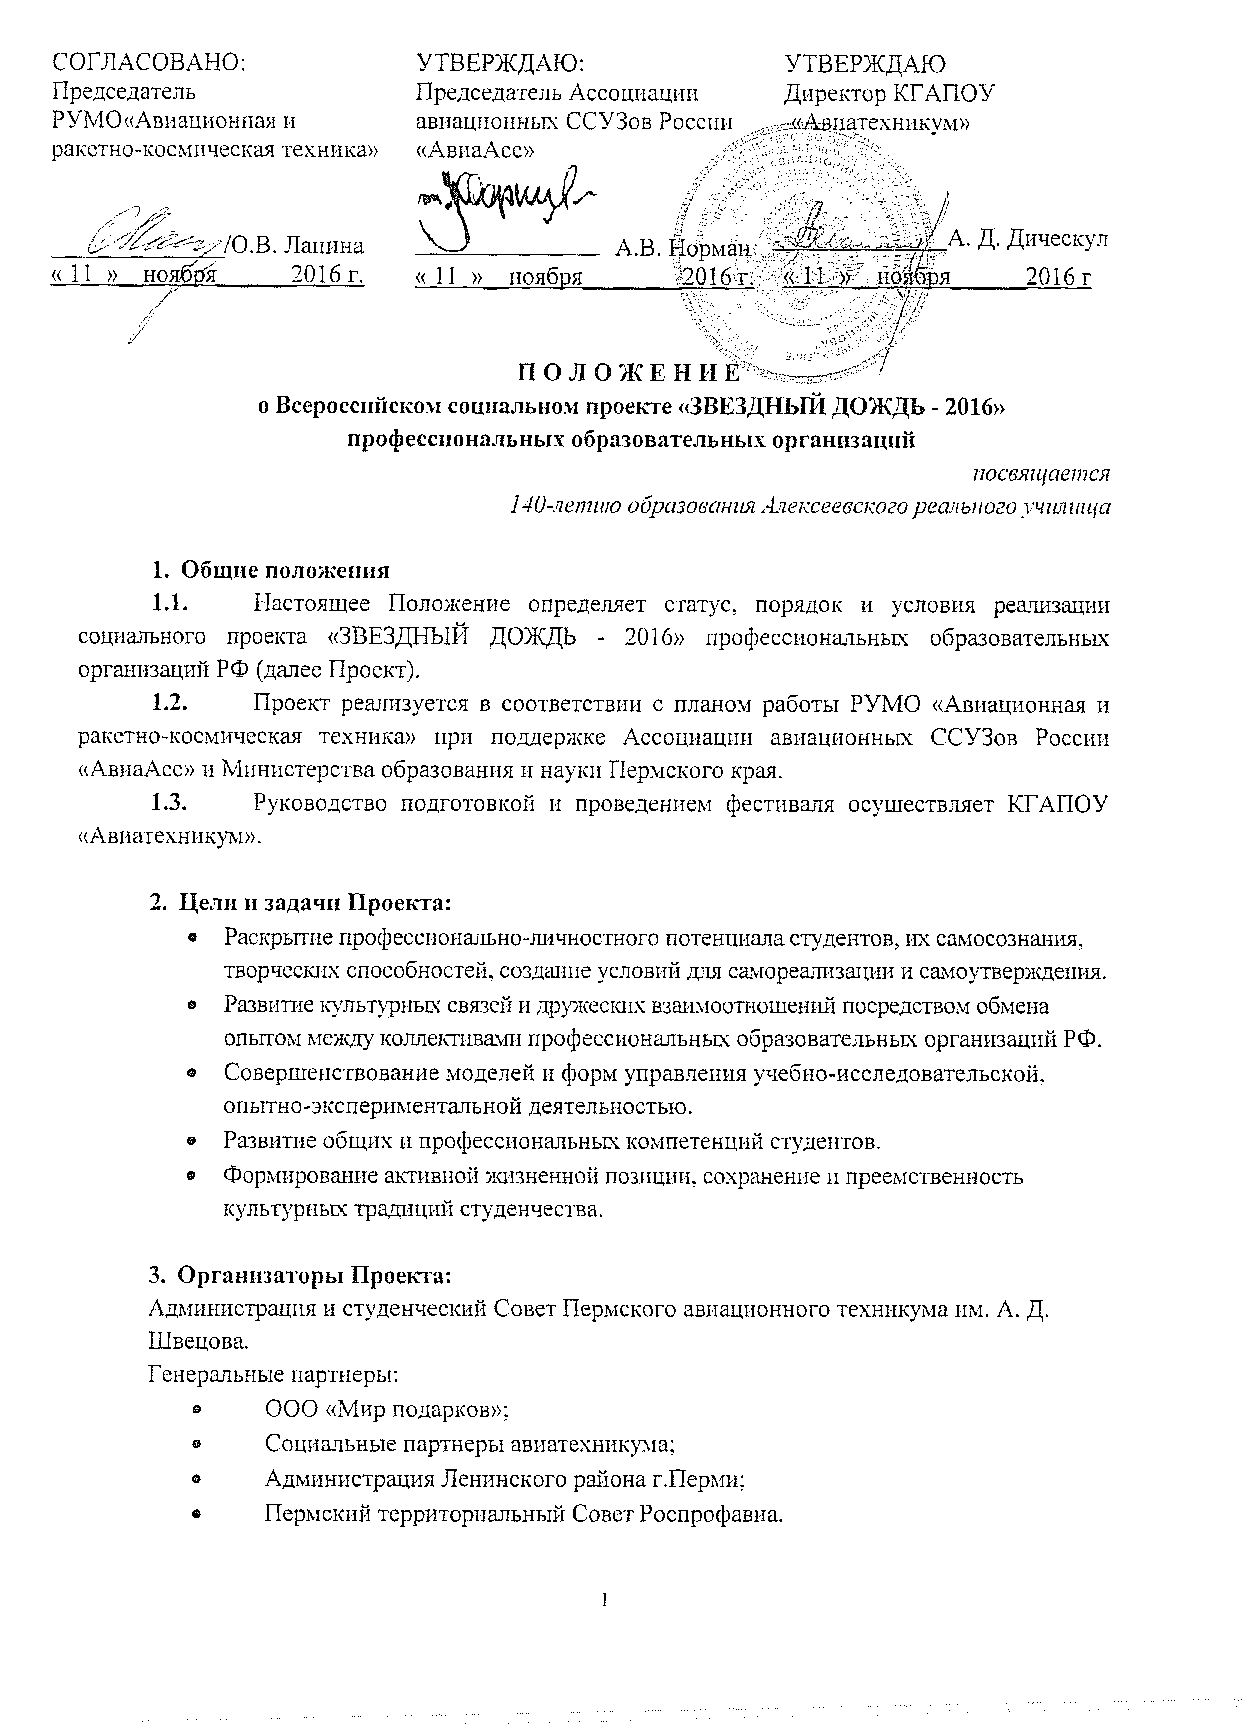 СОГЛАСОВАНО:
Председатель
РУМО«Авиационная и
ракетно-космическая техника»
/О.В. Лапина
« 11 » ноября 2016 г.
УТВЕРЖДАЮ:
Председатель Ассоциации
авиационных ССУЗов России
«АвиаАсс»
А.В. Норман
« 11 » ноября 2016 г.
УТВЕРЖДАЮ
Директор КГАПОУ
«Авиатехникум»
А. Д. Дическул
« 11 » ноября 2016 г
П О Л О Ж Е Н И Е
о Всероссийском социальном проекте «ЗВЕЗДНЫЙ ДОЖДЬ - 2016»
профессиональных образовательных организаций
посвящается
140-летию образования Алексеевского реального училища
1. Общие положения
1.1. Настоящее Положение определяет статус, порядок и условия реализации
социального проекта «ЗВЕЗДНЫЙ ДОЖДЬ - 2016» профессиональных образовательных
организаций РФ (далее Проект).
1.2. Проект реализуется в соответствии с планом работы РУМО «Авиационная и
ракетно-космическая техника» при поддержке Ассоциации авиационных ССУЗов России
«АвиаАсс» и Министерства образования и науки Пермского края.
1.3. Руководство подготовкой и проведением фестиваля осуществляет КГАПОУ
«Авиатехникум».
2. Цели и задачи Проекта:
• Раскрытие профессионально-личностного потенциала студентов, их самосознания,
творческих способностей, создание условий для самореализации и самоутверждения.
• Развитие культурных связей и дружеских взаимоотношений посредством обмена
опытом между коллективами профессиональных образовательных организаций РФ.
• Совершенствование моделей и форм управления учебно-исследовательской,
опытно-экспериментальной деятельностью.
• Развитие общих и профессиональных компетенций студентов.
• Формирование активной жизненной позиции, сохранение и преемственность
культурных традиций студенчества.
3. Организаторы Проекта:
Администрация и студенческий Совет Пермского авиационного техникума им. А. Д.
Швецова.
Генеральные партнеры:
• ООО «Мир подарков»;
• Социальные партнеры авиатехникума;
• Администрация Ленинского района г.Перми;
• Пермский территориальный Совет Роспрофавиа.
1